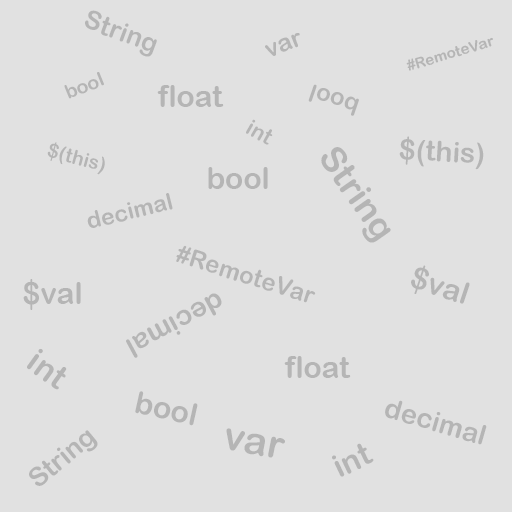 String
var
#RemoteVar
bool
float
bool
int
$(this)
$(this)
bool
String
decimal
#RemoteVar
$val
$val
decimal
int
float
bool
decimal
var
String
int